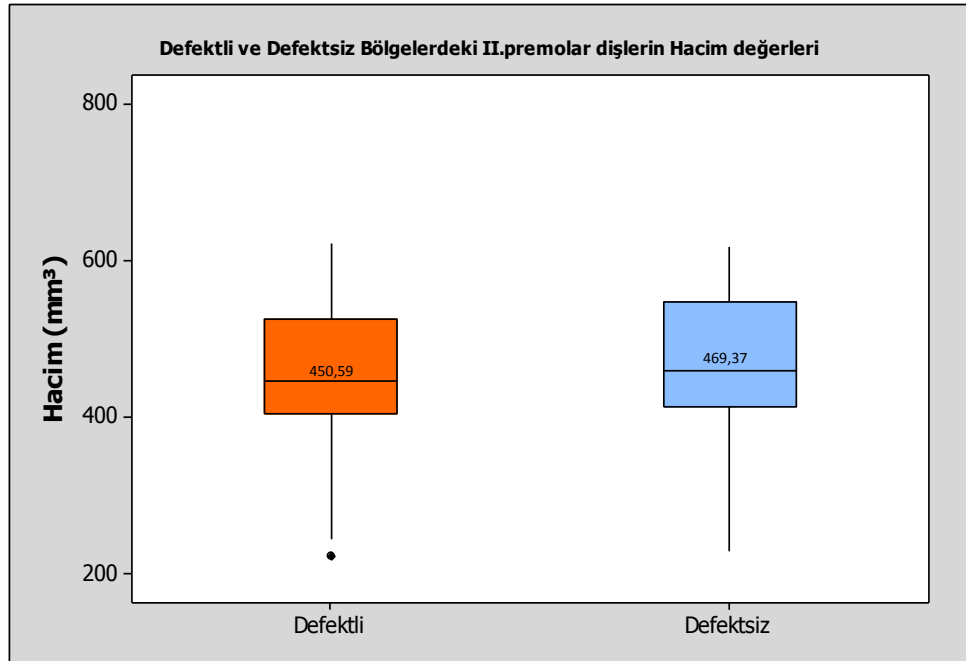 Defektli ve Defektsiz Bölgelerdeki II.premolar dişlerin Hacim değerleri
Hacim (mm³)
800
600
400
200
450,59
469,37
Defektli
Defektsiz